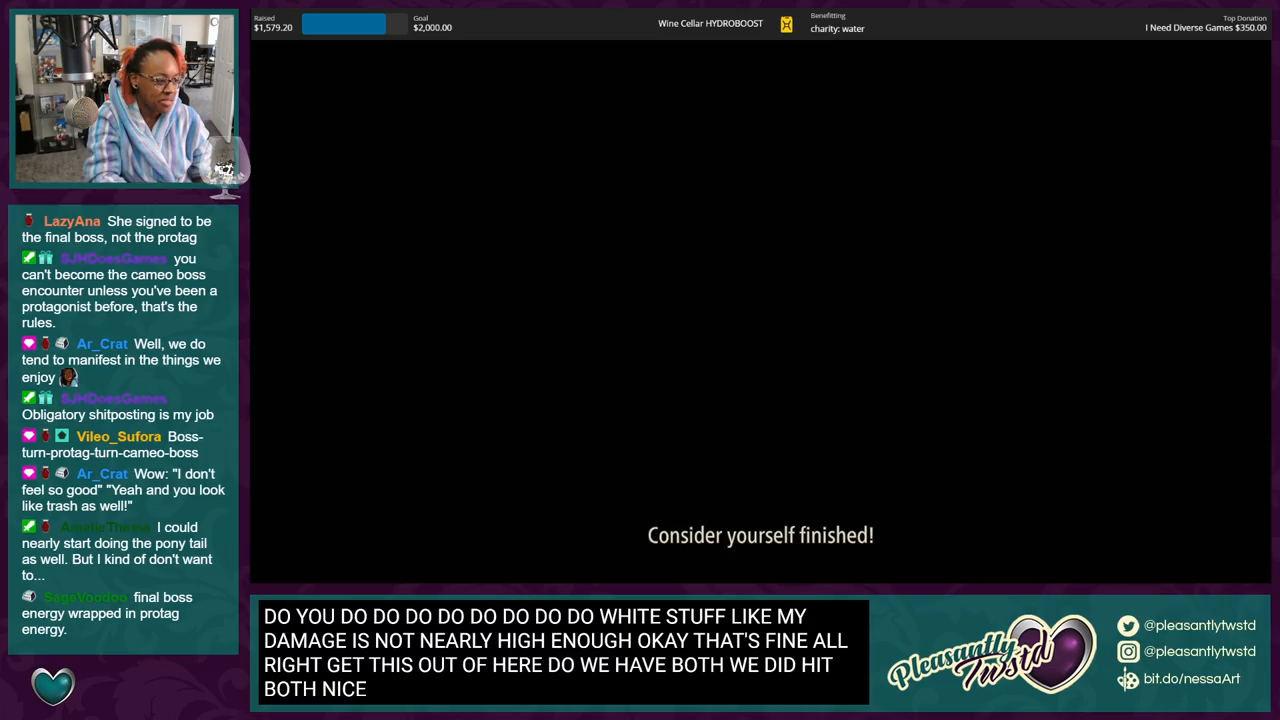 Raised
$1,579.20
Goal
$2,000.00
Wine Cellar HYDROBOOST
Benefitting
charity: water
Top Donation
I Need Diverse Games $350.00
LazyAna She signed to be
the final boss, not the protag
SJHDoesGames you
can't become the cameo boss
encounter unless you've been a
protagonist before, that's the
rules.
Ar_Crat Well, we do
tend to manifest in the things we
enjoy
SJHDoesGames
Obligatory shitposting is my job
Vileo_Sufora Boss-
turn-protag-turn-cameo-boss
Ar_Crat Wow: "I don't
feel so good" "Yeah and you look
like trash as well!"
I could
nearly start doing the pony tail
as well. But I kind of don't want
to...
SageVoodoo final boss
energy wrapped in protag
energy.
Consider yourself finished!
DO YOU DO DO DO DO DO DO DO DO WHITE STUFF LIKE MY
DAMAGE IS NOT NEARLY HIGH ENOUGH OKAY THAT'S FINE ALL
RIGHT GET THIS OUT OF HERE DO WE HAVE BOTH WE DID HIT
BOTH NICE
Pleasantly
Twstd
@pleasantlytwstd
@pleasantlytwstd
bit.do/nessaArt